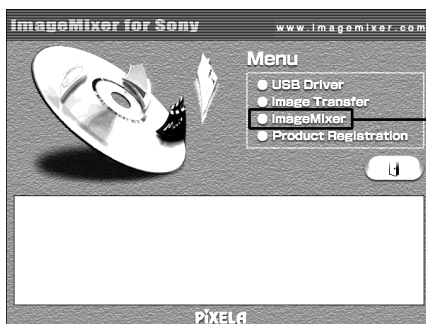 ImageMixer for Sony
www.imagemixer.com
Menu
USB Driver
Image Transfer
ImageMixer
Product Registration
PIXELA